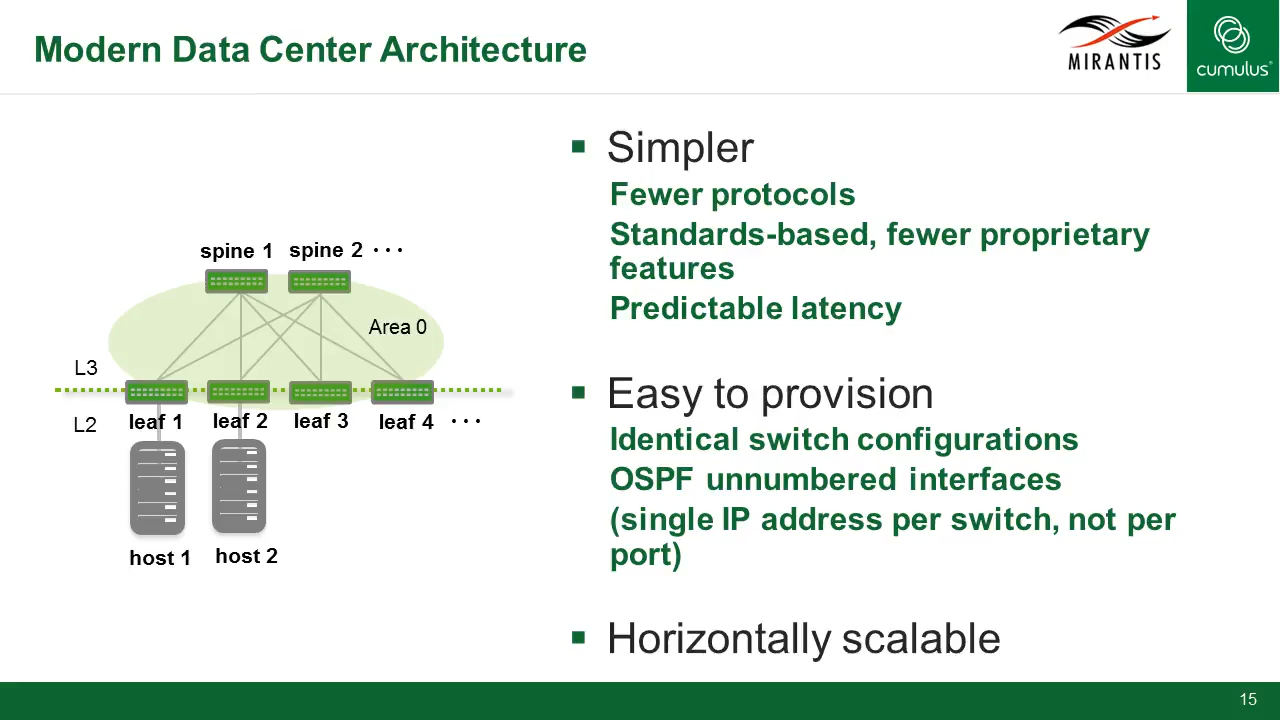 Modern Data Center Architecture
MIRANTIS
cumulus®
spine 1 spine 2 . . .
Area 0
L3
L2
leaf 1 leaf 2 leaf 3 leaf 4 . . .
host 1 host 2
▪ Simpler
Fewer protocols
Standards-based, fewer proprietary
features
Predictable latency
▪ Easy to provision
Identical switch configurations
OSPF unnumbered interfaces
(single IP address per switch, not per
port)
▪ Horizontally scalable
15